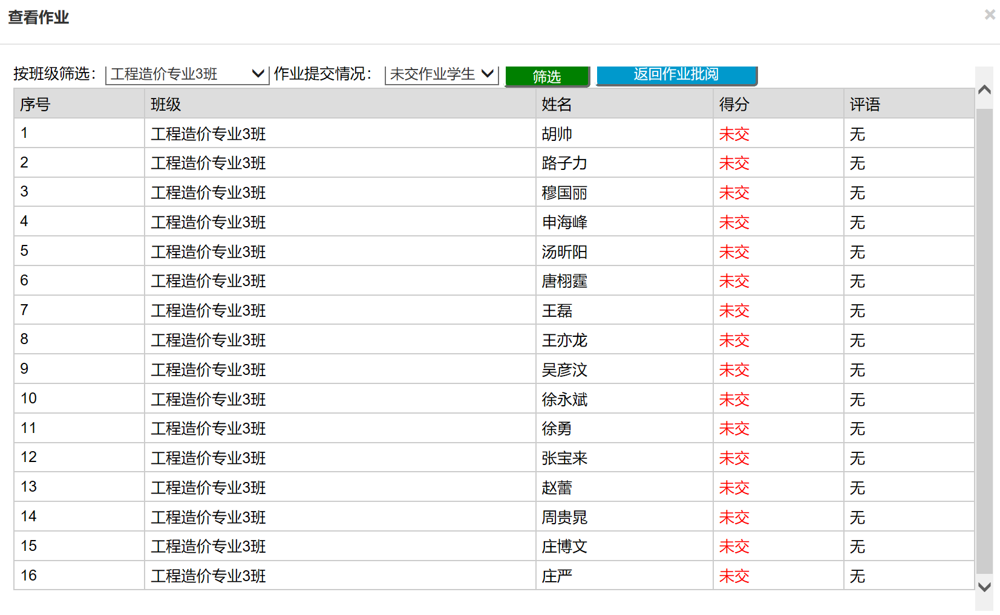 查看作业
按班级筛选： 工程造价专业3班 作业提交情况： 未交作业学生 筛选 返回作业批阅
序号 班级 姓名 得分 评语
1 工程造价专业3班 胡帅 未交 无
2 工程造价专业3班 路子力 未交 无
3 工程造价专业3班 穆国丽 未交 无
4 工程造价专业3班 申海峰 未交 无
5 工程造价专业3班 汤昕阳 未交 无
6 工程造价专业3班 唐栩霆 未交 无
7 工程造价专业3班 王磊 未交 无
8 工程造价专业3班 王亦龙 未交 无
9 工程造价专业3班 吴彦汶 未交 无
10 工程造价专业3班 徐永斌 未交 无
11 工程造价专业3班 徐勇 未交 无
12 工程造价专业3班 张宝来 未交 无
13 工程造价专业3班 赵蕾 未交 无
14 工程造价专业3班 周贵晁 未交 无
15 工程造价专业3班 庄博文 未交 无
16 工程造价专业3班 庄严 未交 无